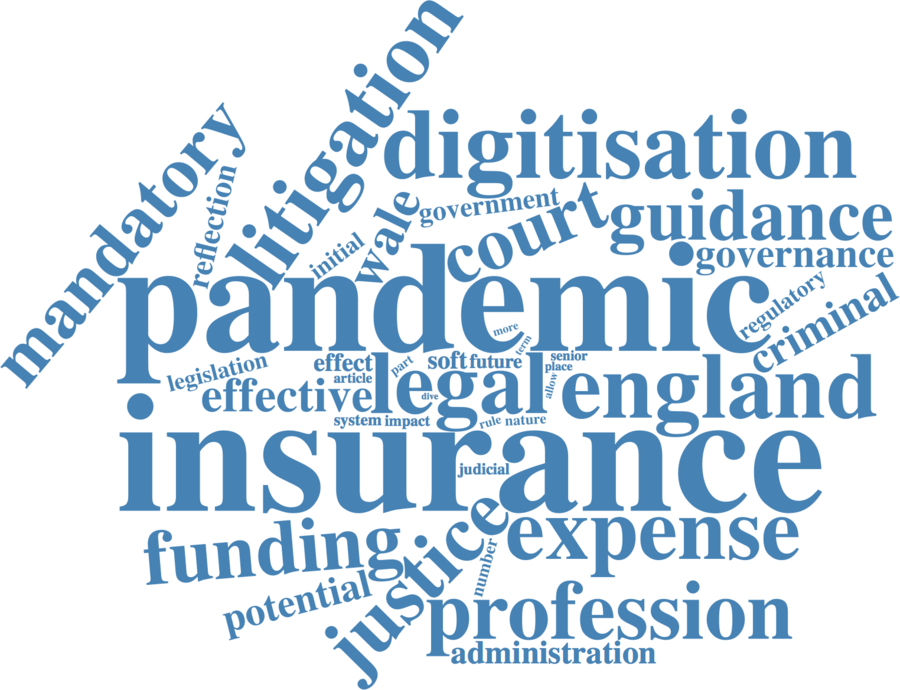 litigation
digitisation
mandatory
reflection
wale
government
court
guidance
initial
governance
pandemic
regulatory
criminal
more
term
legislation
effect
part
soft
future
senior
place
article
allow
effective
legal
england
dive
system
impact
rule
nature
insurance
judicial
justice
expense
funding
number
potential
profession
administration